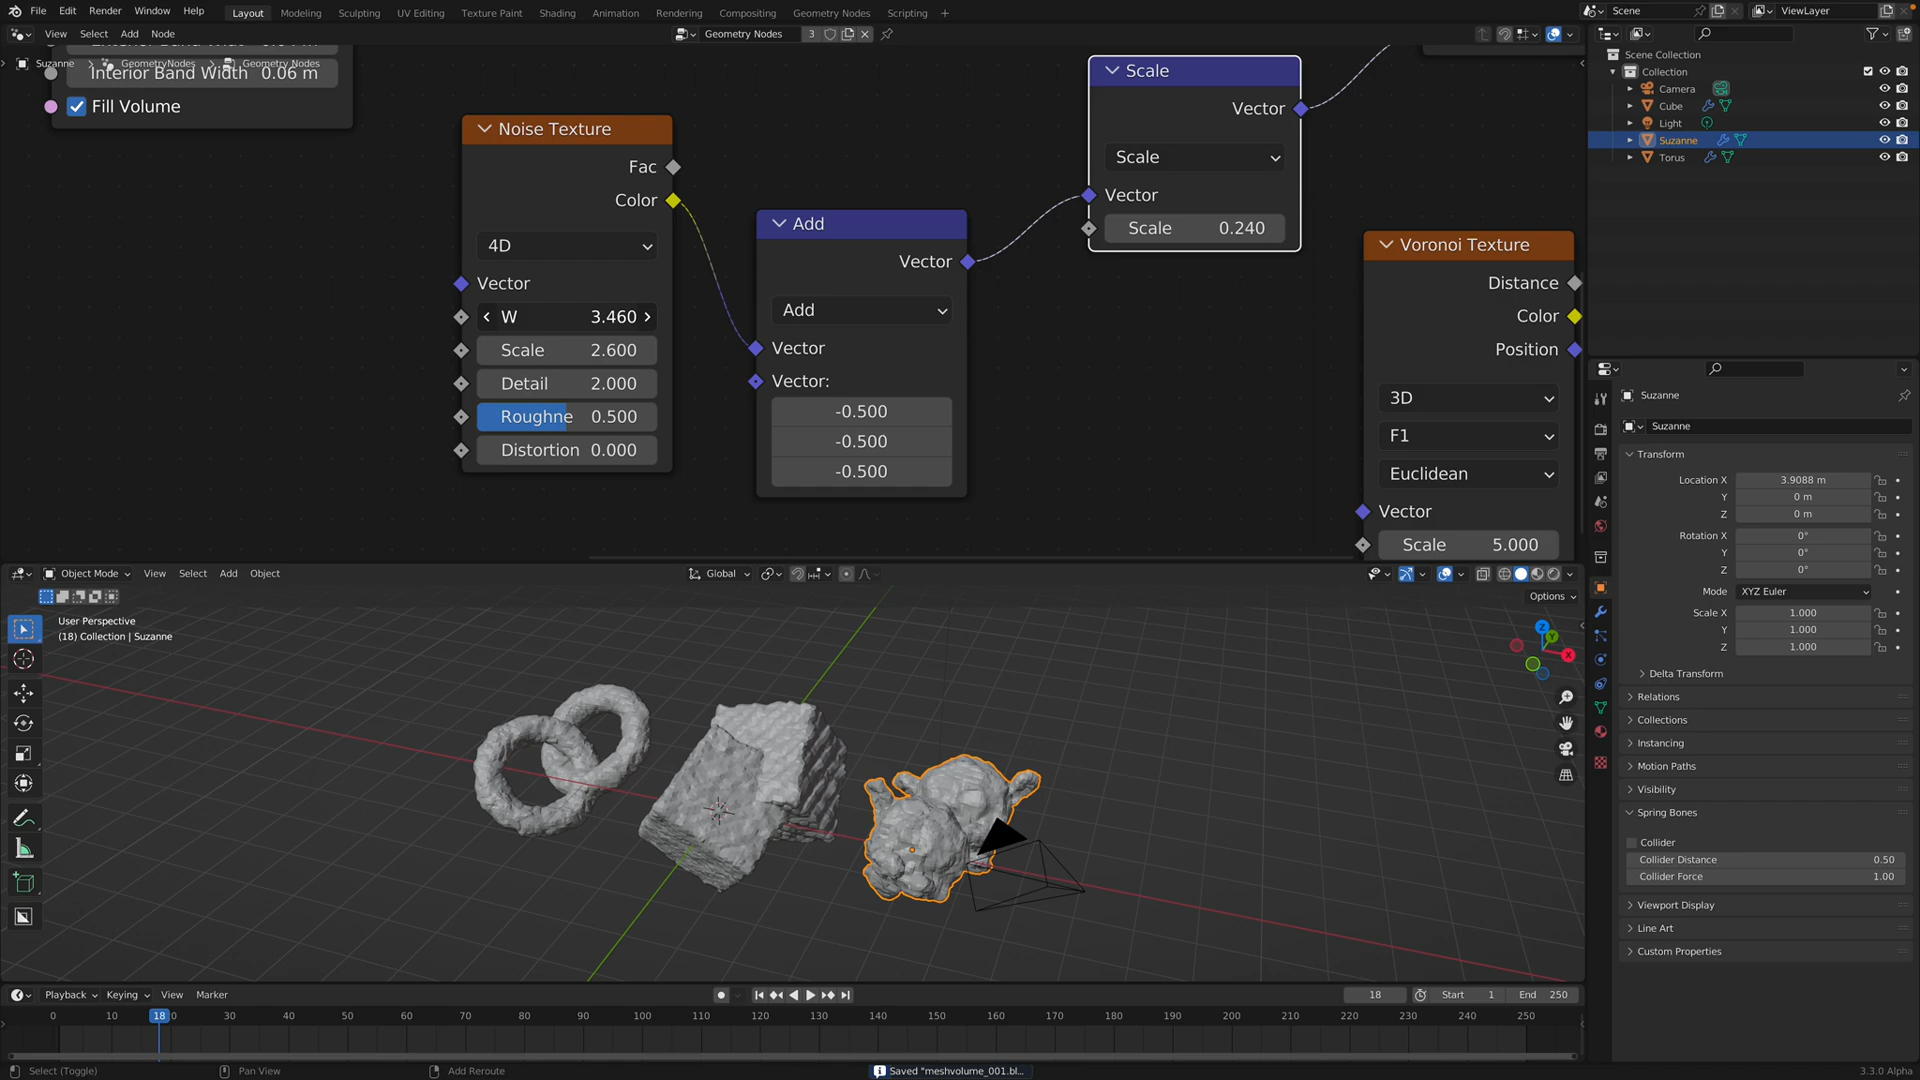 File Edit Render Window Help Layout Modeling Sculpting UV Editing Texture Paint Shading Animation Rendering Compositing Geometry Nodes Scripting + Scene ViewLayer
View Select Add Node Geometry Nodes 3
Suzanne GeometryNodes Geometry Nodes
Interior Band Width 0.06 m
Fill Volume
Noise Texture
Fac
Color
4D
Vector
W 3.460
Scale 2.600
Detail 2.000
Roughne 0.500
Distortion 0.000
Add
Vector
Add
Vector
Vector:
-0.500
-0.500
-0.500
Scale
Vector
Scale
Vector
Scale 0.240
Voronoi Texture
Distance
Color
Position
3D
F1
Euclidean
Vector
Scale 5.000
Scene Collection
Collection
Camera
Cube
Light
Suzanne
Torus
Suzanne
Suzanne
Transform
Location X 3.9088 m
Y 0 m
Z 0 m
Rotation X 0°
Y 0°
Z 0°
Mode XYZ Euler
Scale X 1.000
Y 1.000
Z 1.000
Delta Transform
Relations
Collections
Instancing
Motion Paths
Visibility
Spring Bones
Collider
Collider Distance 0.50
Collider Force 1.00
Viewport Display
Line Art
Custom Properties
Object Mode View Select Add Object Global
Options
User Perspective
(18) Collection | Suzanne
Z
Y
X
Playback Keying View Marker 18 Start 1 End 250
0 10 18 30 40 50 60 70 80 90 100 110 120 130 140 150 160 170 180 190 200 210 220 230 240 250
Select (Toggle) Pan View Add Reroute Saved "meshvolume_001.bl... 3.3.0 Alpha